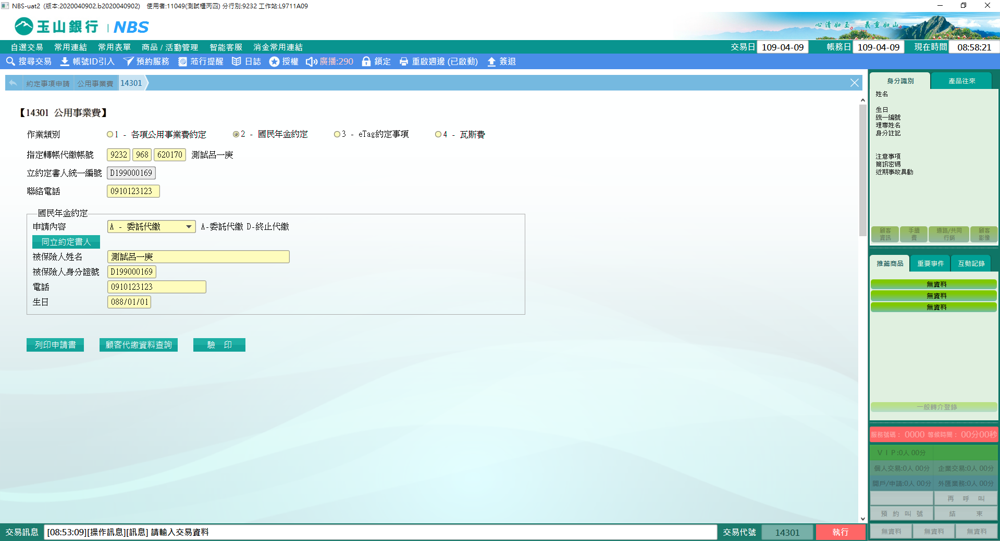 NBS-uat2 (版本:2020040902.b2020040902) 使用者:11049(測試櫃丙四) 分行別:9232 工作站:L9711A09
玉山銀行 | NBS
心清如玉。 義重如山。
自選交易 常用連結 常用表單 商品 / 活動管理 智能客服 消金常用連結 交易日 109-04-09 帳務日 109-04-09 現在時間 08:58:21
搜尋交易 帳號ID引入 預約服務 蒞行提醒 日誌 授權 廣播:290 鎖定 重啟週邊 (已啟動) 簽退
約定事項申請 公用事業費 14301
【14301 公用事業費】
作業類別 1 - 各項公用事業費約定 2 - 國民年金約定 3 - eTag約定事項 4 - 瓦斯費
指定轉帳代繳帳號 9232 968 620170 測試呂一庚
立約定書人統一編號 D199000169
聯絡電話 0910123123
國民年金約定
申請內容 A - 委託代繳 A-委託代繳 D-終止代繳
同立約定書人
被保險人姓名 測試呂一庚
被保險人身分證號 D199000169
電話 0910123123
生日 088/01/01
列印申請書 顧客代繳資料查詢 驗 印
身分識別 產品往來
姓名
生日
統一編號
理專姓名
身分註記
注意事項
簡訊密碼
近期事故異動
顧客資訊 手續費 通路/共同行銷 顧客影像
推薦商品 重要事件 互動記錄
無資料
無資料
無資料
一般轉介登錄
服務號碼： 0000 等候時間： 00分00秒
ＶＩＰ:0人 00分
個人交易:0人 00分 企業交易:0人 00分
開戶/申請:0人 00分 外匯業務:0人 00分
再 呼 叫
預 約 叫 號 結 束
無資料 無資料 無資料
交易訊息 [08:53:09][操作訊息][訊息] 請輸入交易資料 交易代號 14301 執行